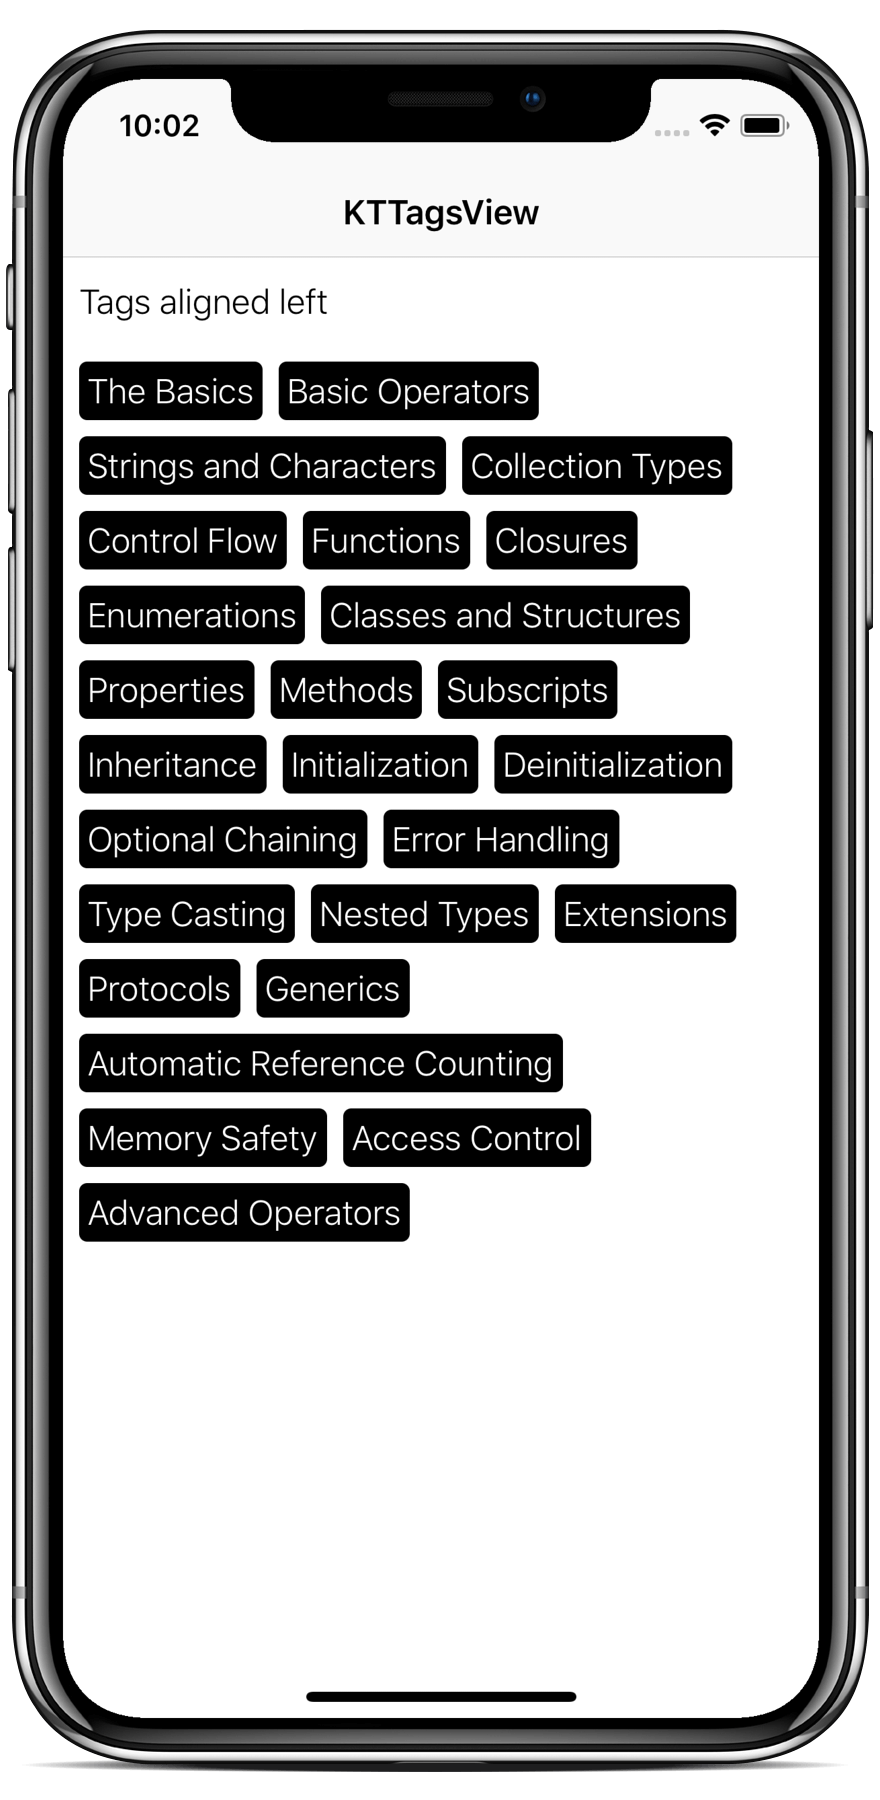 10:02
KTTagsView
Tags aligned left
The Basics Basic Operators
Strings and Characters Collection Types
Control Flow Functions Closures
Enumerations Classes and Structures
Properties Methods Subscripts
Inheritance Initialization Deinitialization
Optional Chaining Error Handling
Type Casting Nested Types Extensions
Protocols Generics
Automatic Reference Counting
Memory Safety Access Control
Advanced Operators